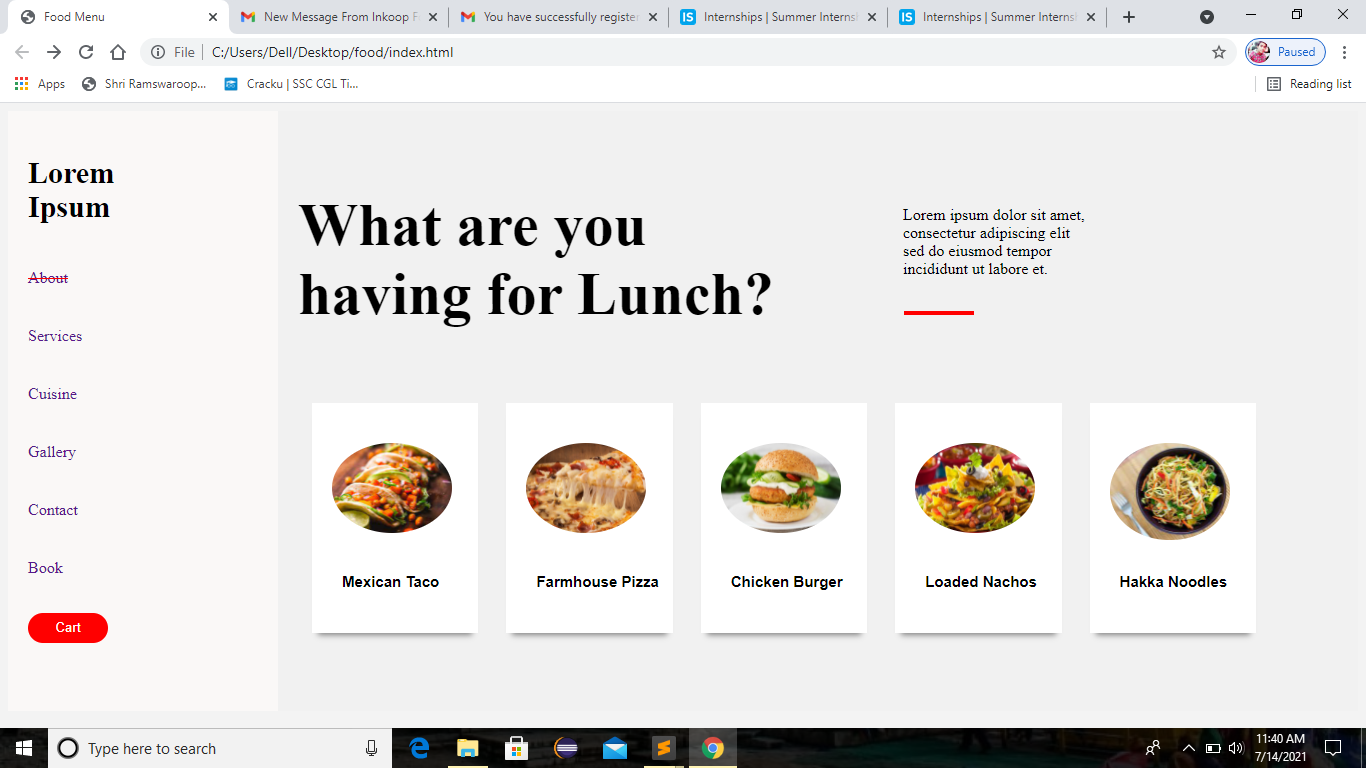 Food Menu
New Message From Inkoop F
You have successfully register
Internships | Summer Interns
Internships | Summer Interns
File
C:/Users/Dell/Desktop/food/index.html
Paused
Apps
Shri Ramswaroop...
Cracku | SSC CGL Ti...
Reading list
Lorem
Ipsum
About
Services
Cuisine
Gallery
Contact
Book
Cart
What are you
having for Lunch?
Lorem ipsum dolor sit amet,
consectetur adipiscing elit
sed do eiusmod tempor
incididunt ut labore et.
Mexican Taco
Farmhouse Pizza
Chicken Burger
Loaded Nachos
Hakka Noodles
Type here to search
11:40 AM
7/14/2021